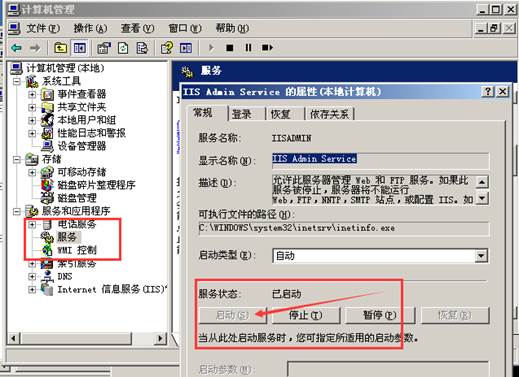 计算机管理
文件(F) 操作(A) 查看(V) 窗口(W) 帮助(H)
计算机管理(本地)
系统工具
事件查看器
共享文件夹
本地用户和组
性能日志和警报
设备管理器
存储
可移动存储
磁盘碎片整理程序
磁盘管理
服务和应用程序
电话服务
服务
WMI 控制
索引服务
DNS
Internet 信息服务(IIS)
服务
IIS Admin Service 的属性(本地计算机)
常规 登录 恢复 依存关系
服务名称: IISADMIN
显示名称(N): IIS Admin Service
描述(D): 允许此服务器管理 Web 和 FTP 服务。如果此
服务被停止,服务器将不能运行
Web,FTP,NNTP,SMTP 站点,或配置 IIS。如
可执行文件的路径(H):
C:\WINDOWS\system32\inetsrv\inetinfo.exe
启动类型(E): 自动
服务状态: 已启动
启动(S) 停止(T) 暂停(P) 恢复(R)
当从此处启动服务时,您可指定所适用的启动参数。
启动参数(M):